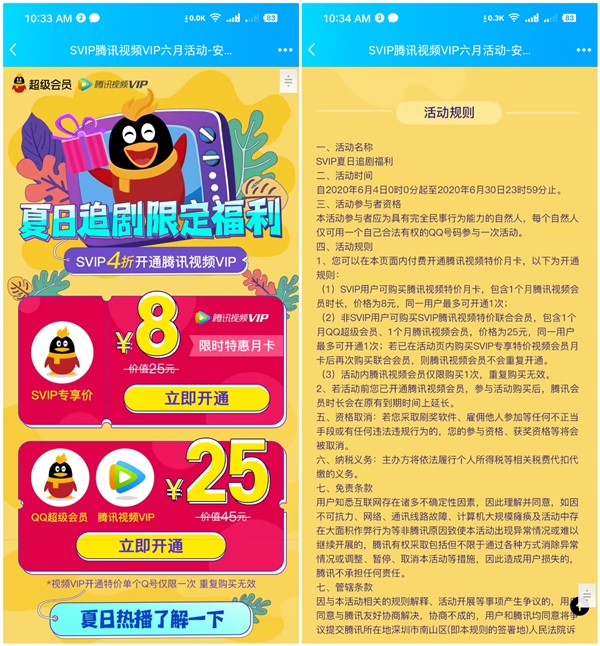 10:33 AM 2
0.0K/s
83
SVIP腾讯视频VIP六月活动-安...
超级会员
腾讯视频VIP
夏日追剧限定福利
SVIP4折开通腾讯视频VIP
SVIP专享价
¥8
价值25元
腾讯视频VIP
限时特惠月卡
立即开通
QQ超级会员
腾讯视频VIP
¥25
价值45元
立即开通
*视频VIP开通特价单个Q号仅限一次 重复购买无效
夏日热播了解一下
10:34 AM 2
0.3K/s
83
SVIP腾讯视频VIP六月活动-安...
活动规则
一、活动名称
SVIP夏日追剧福利
二、活动时间
自2020年6月4日0时0分起至2020年6月30日23时59分止。
三、活动参与者资格
本活动参与者应为具有完全民事行为能力的自然人，每个自然人
仅可用一个自己合法有权的QQ号码参与一次活动。
四、活动规则
1、您可以在本页面内付费开通腾讯视频特价月卡，以下为开通
规则：
（1）SVIP用户可购买腾讯视频特价月卡，包含1个月腾讯视频会
员时长，价格为8元，同一用户最多可开通1次；
（2）非SVIP用户可购买SVIP腾讯视频特价联合会员，包含1个
月QQ超级会员、1个月腾讯视频会员，价格为25元，同一用户
最多可开通1次；若已在活动页内购买SVIP专享特价视频会员月
卡后再次购买联合会员，则腾讯视频会员不会重复开通。
（3）活动内腾讯视频会员仅限购买1次，重复购买无效。
2、若活动前您已开通腾讯视频会员，参与活动购买后，腾讯会
员时长会在原有到期时间上延长。
五、资格取消：若您采取刷奖软件、雇佣他人参加等任何不正当
手段或有任何违法违规行为的，您的参与资格、获奖资格等将会
被取消。
六、纳税义务：主办方将依法履行个人所得税等相关税费代扣代
缴的义务。
七、免责条款
用户知悉互联网存在诸多不确定性因素，因此理解并同意，如因
不可抗力、网络、通讯线路故障、计算机大规模瘫痪及活动中存
在大面积作弊行为等非腾讯原因致使本活动出现异常情况或难以
继续开展的，腾讯有权采取包括但不限于通过各种方式消除异常
情况或调整、暂停、取消本活动等措施，因此造成用户损失的，
腾讯不承担任何责任。
七、管辖条款
因与本活动相关的规则解释、活动开展等事项产生争议的，用
同意与腾讯友好协商解决，协商不成的，用户和腾讯均同意将争
议提交腾讯所在地深圳市南山区(即本规则的签署地)人民法院诉